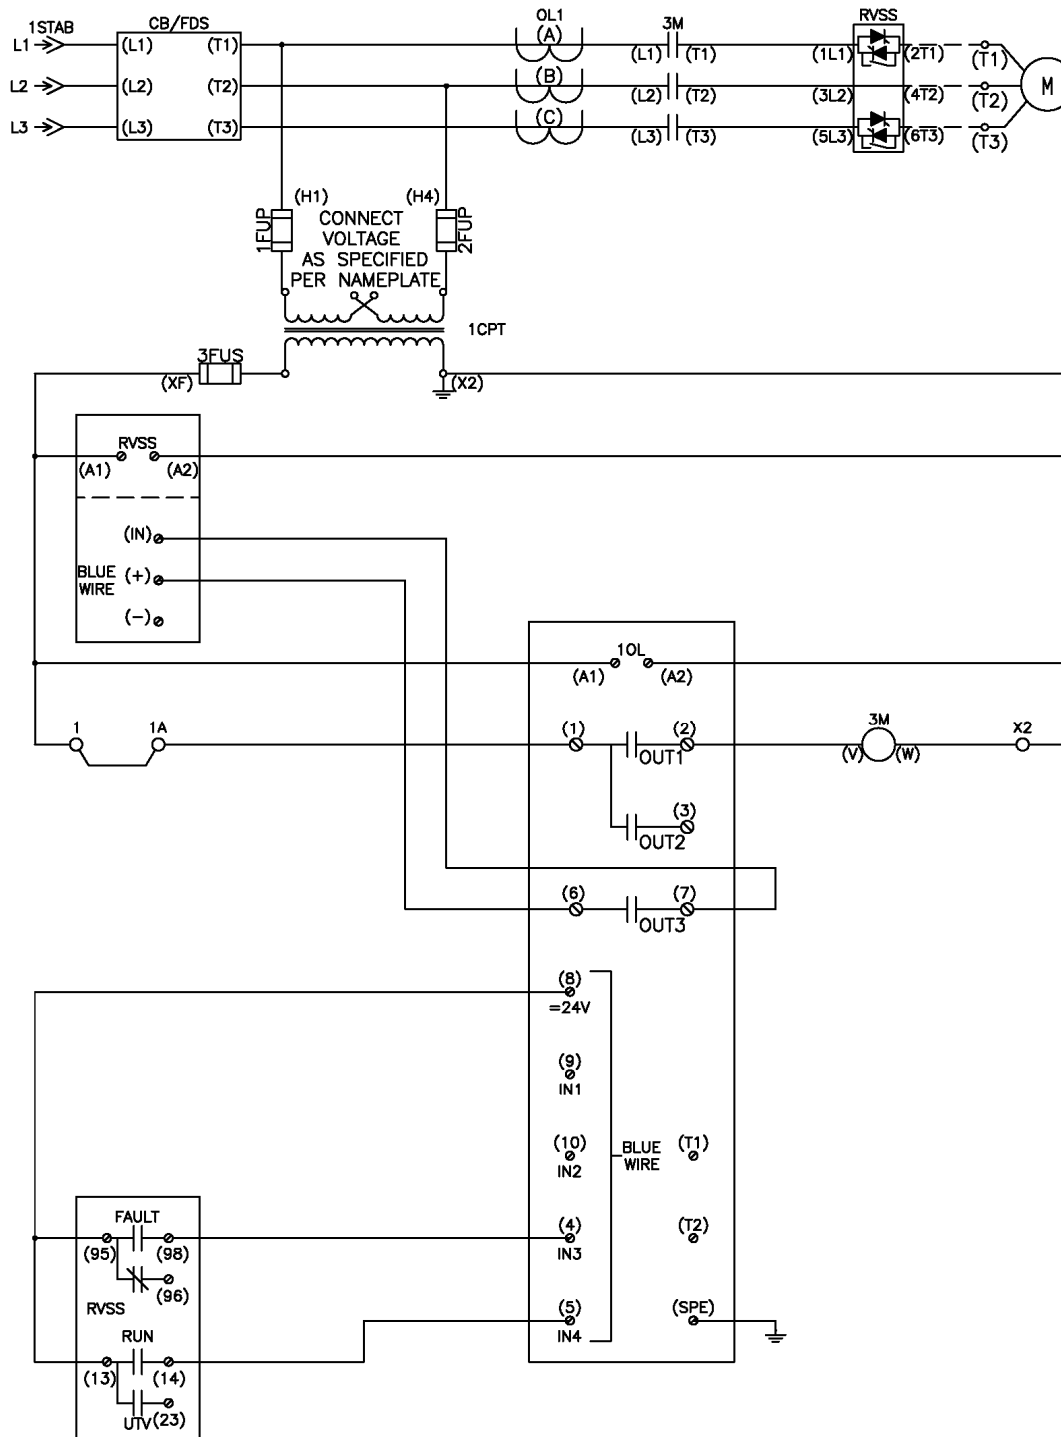 1STAB
CB/FDS
OL1
3M
RVSS
L1
(L1)
(T1)
(A)
(L1)
(T1)
(1L1)
(2T1)
(T1)
L2
(L2)
(T2)
(B)
(L2)
(T2)
(3L2)
(4T2)
(T2)
M
L3
(L3)
(T3)
(C)
(L3)
(T3)
(5L3)
(6T3)
(T3)
(H1)
(H4)
1FUP
2FUP
CONNECT
VOLTAGE
AS SPECIFIED
PER NAMEPLATE
1CPT
3FUS
(XF)
(X2)
RVSS
(A1)
(A2)
(IN)
BLUE
WIRE
(+)
(-)
1OL
(A1)
(A2)
1
1A
(1)
(2)
OUT1
3M
(V)
(W)
X2
(3)
OUT2
(6)
(7)
OUT3
(8)
=24V
(9)
IN1
(10)
IN2
BLUE
WIRE
(T1)
FAULT
(95)
(98)
(4)
IN3
(T2)
(96)
RVSS
RUN
(13)
(14)
(5)
IN4
(SPE)
UTV
(23)